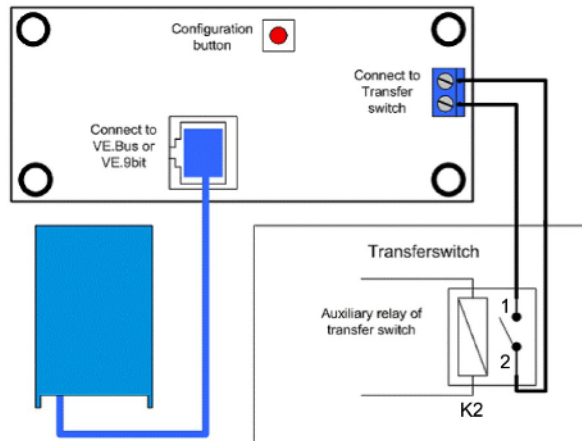 Configuration
button
Connect to
Transfer
switch
Connect to
VE.Bus or
VE.9bit
Transferswitch
Auxiliary relay of
transfer switch
1
2
K2